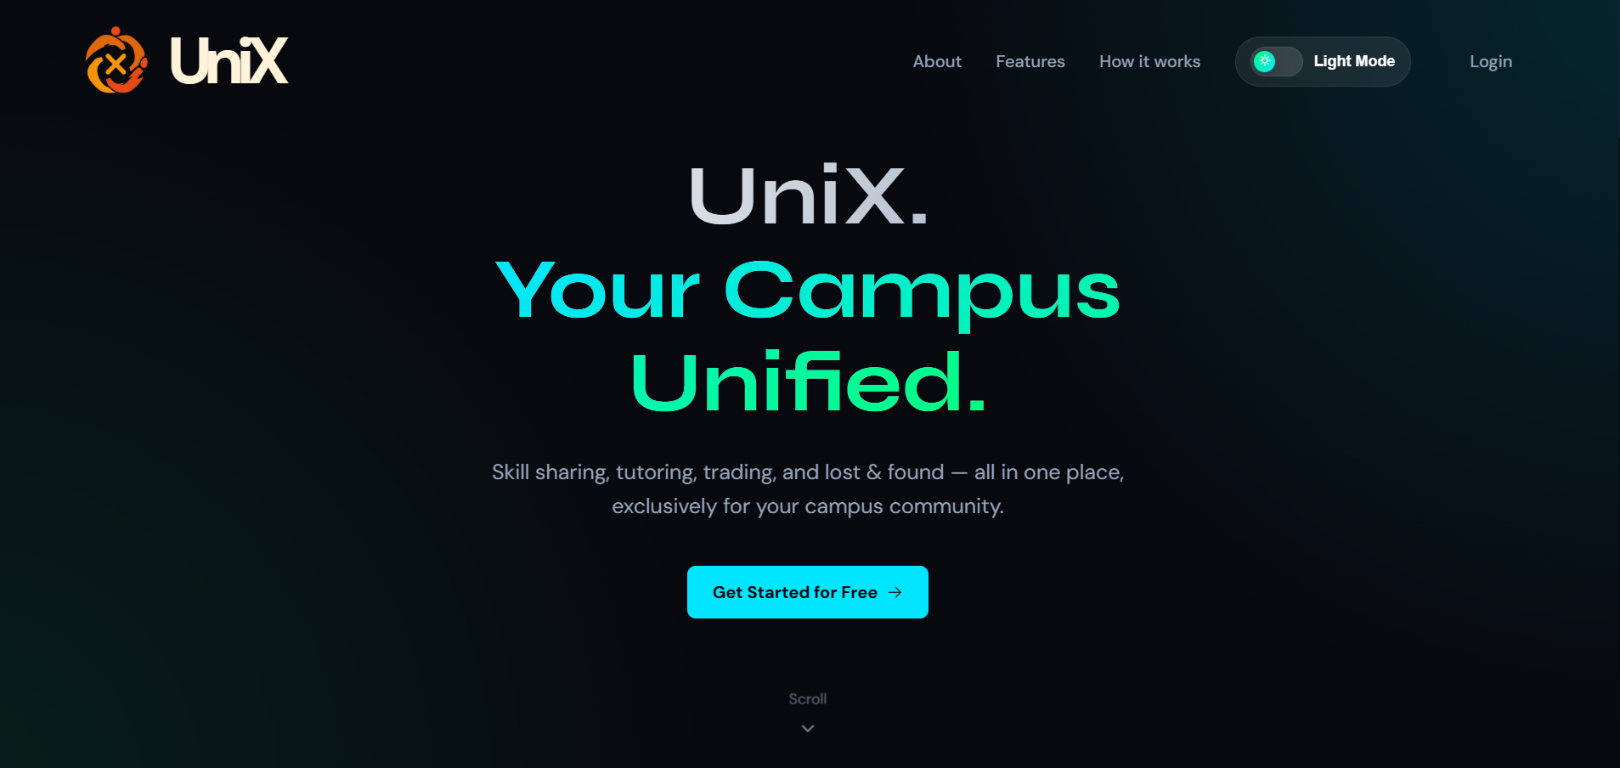 UniX
About
Features
How it works
Light Mode
Login
UniX.
Your Campus
Unified.
Skill sharing, tutoring, trading, and lost & found — all in one place,
exclusively for your campus community.
Get Started for Free →
Scroll